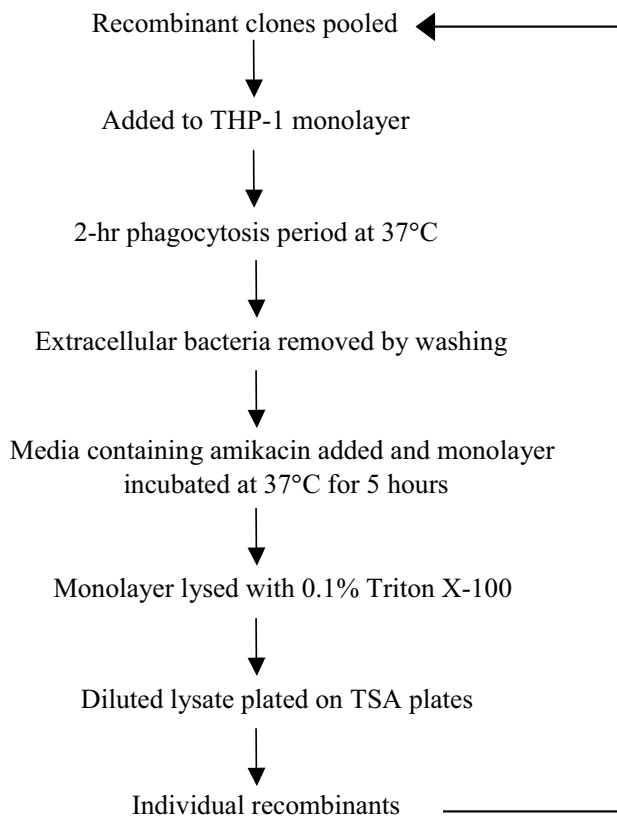 Recombinant clones pooled
Added to THP-1 monolayer
2-hr phagocytosis period at 37°C
Extracellular bacteria removed by washing
Media containing amikacin added and monolayer
incubated at 37°C for 5 hours
Monolayer lysed with 0.1% Triton X-100
Diluted lysate plated on TSA plates
Individual recombinants